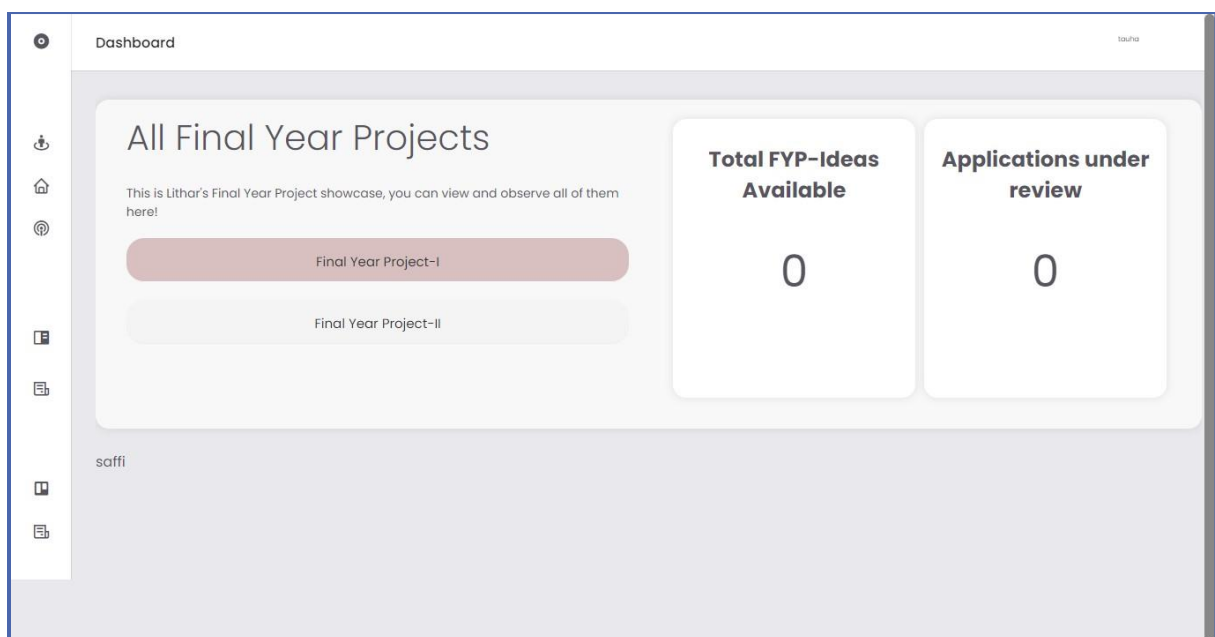 Dashboard
tauha
All Final Year Projects
This is Lithar's Final Year Project showcase, you can view and observe all of them
here!
Final Year Project-I
Final Year Project-II
Total FYP-Ideas
Available
0
Applications under
review
0
saffi